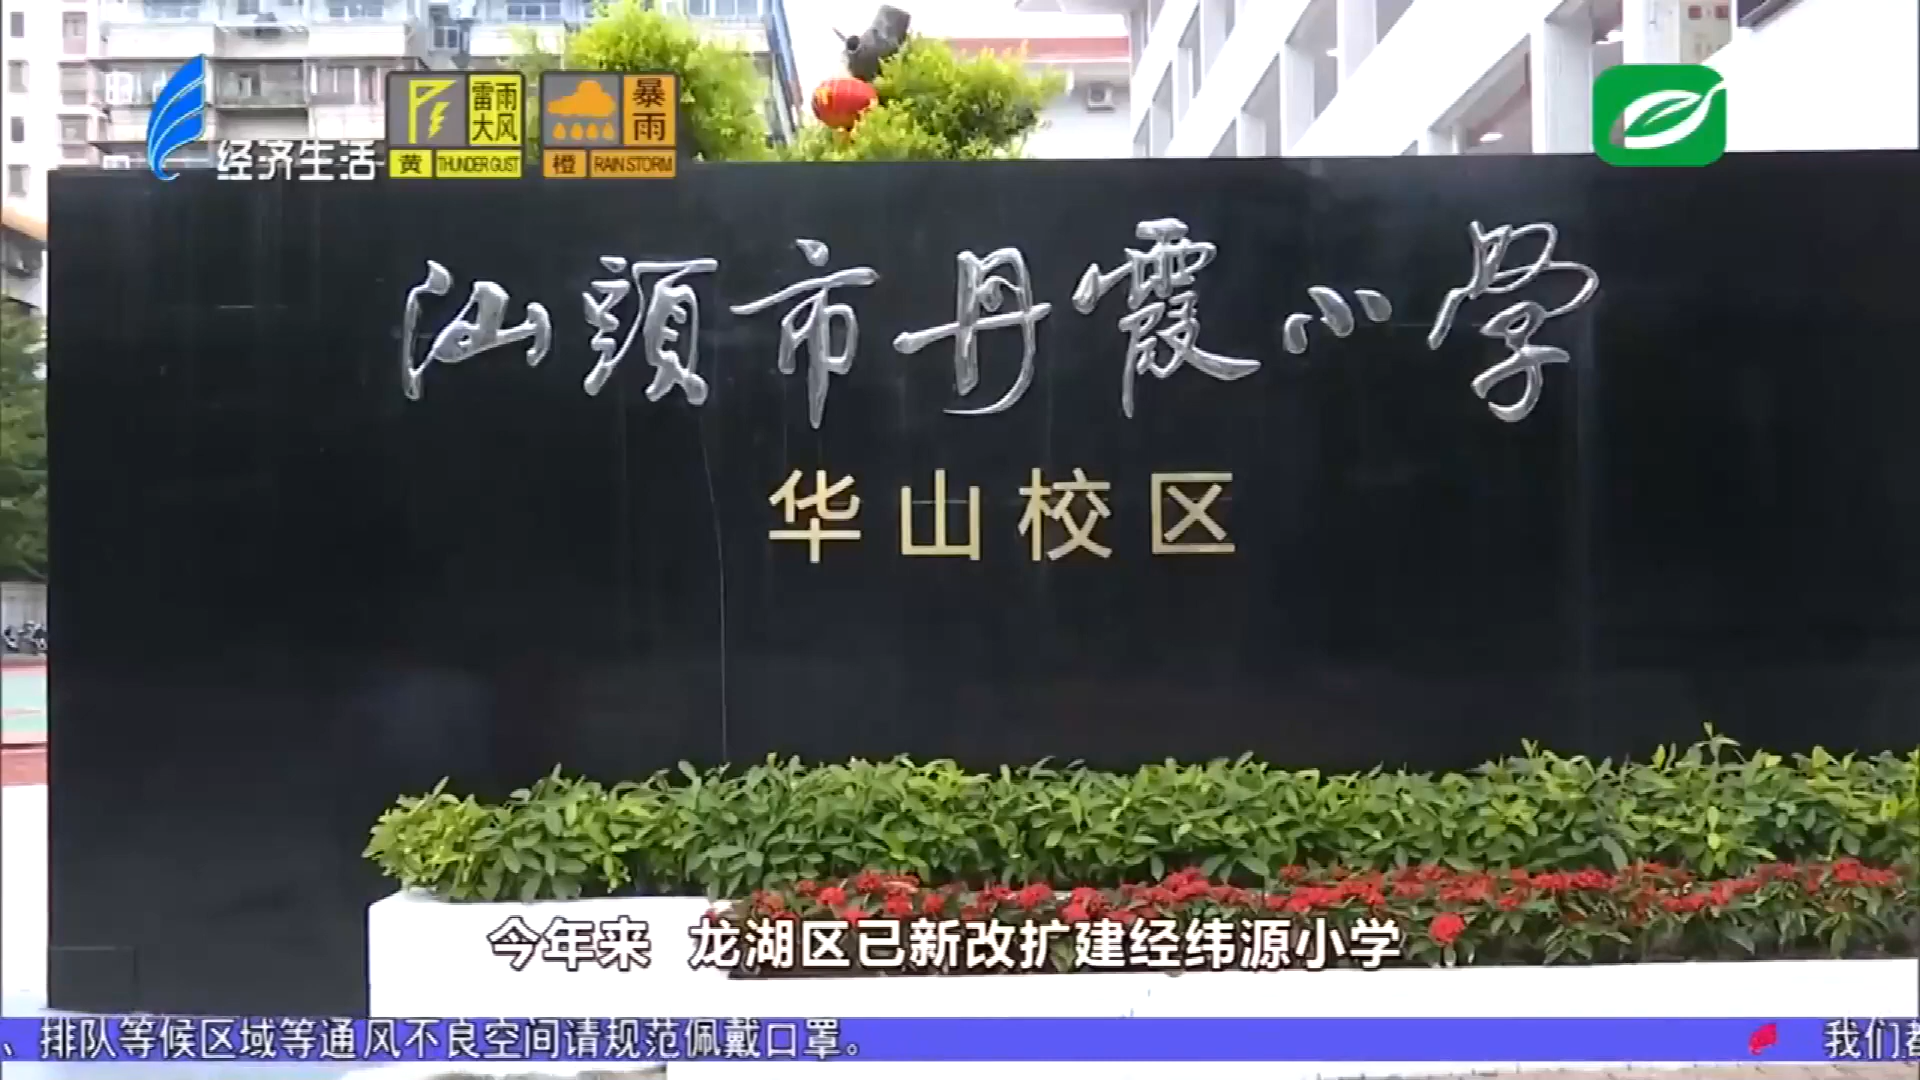 经济生活
雷雨大风
黄 THUNDER GUST
暴雨
橙 RAIN STORM
汕頭市丹霞小学
华山校区
今年来 龙湖区已新改扩建经纬源小学
、排队等候区域等通风不良空间请规范佩戴口罩。 我们都